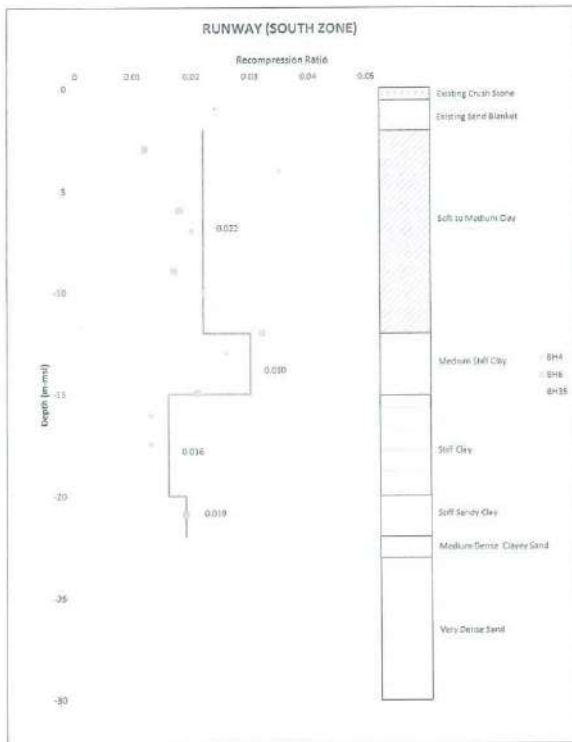 RUNWAY (SOUTH ZONE)
Recompression Ratio
0 0.01 0.02 0.03 0.04 0.05
0
-5
-10
-15
-20
-25
-30
Depth (m-msl)
0.022
0.030
0.016
0.019
Existing Crush Stone
Existing Sand Blanket
Soft to Medium Clay
Medium Stiff Clay
Stiff Clay
Stiff Sandy Clay
Medium Dense Clayey Sand
Very Dense Sand
BH4
BH6
BH35